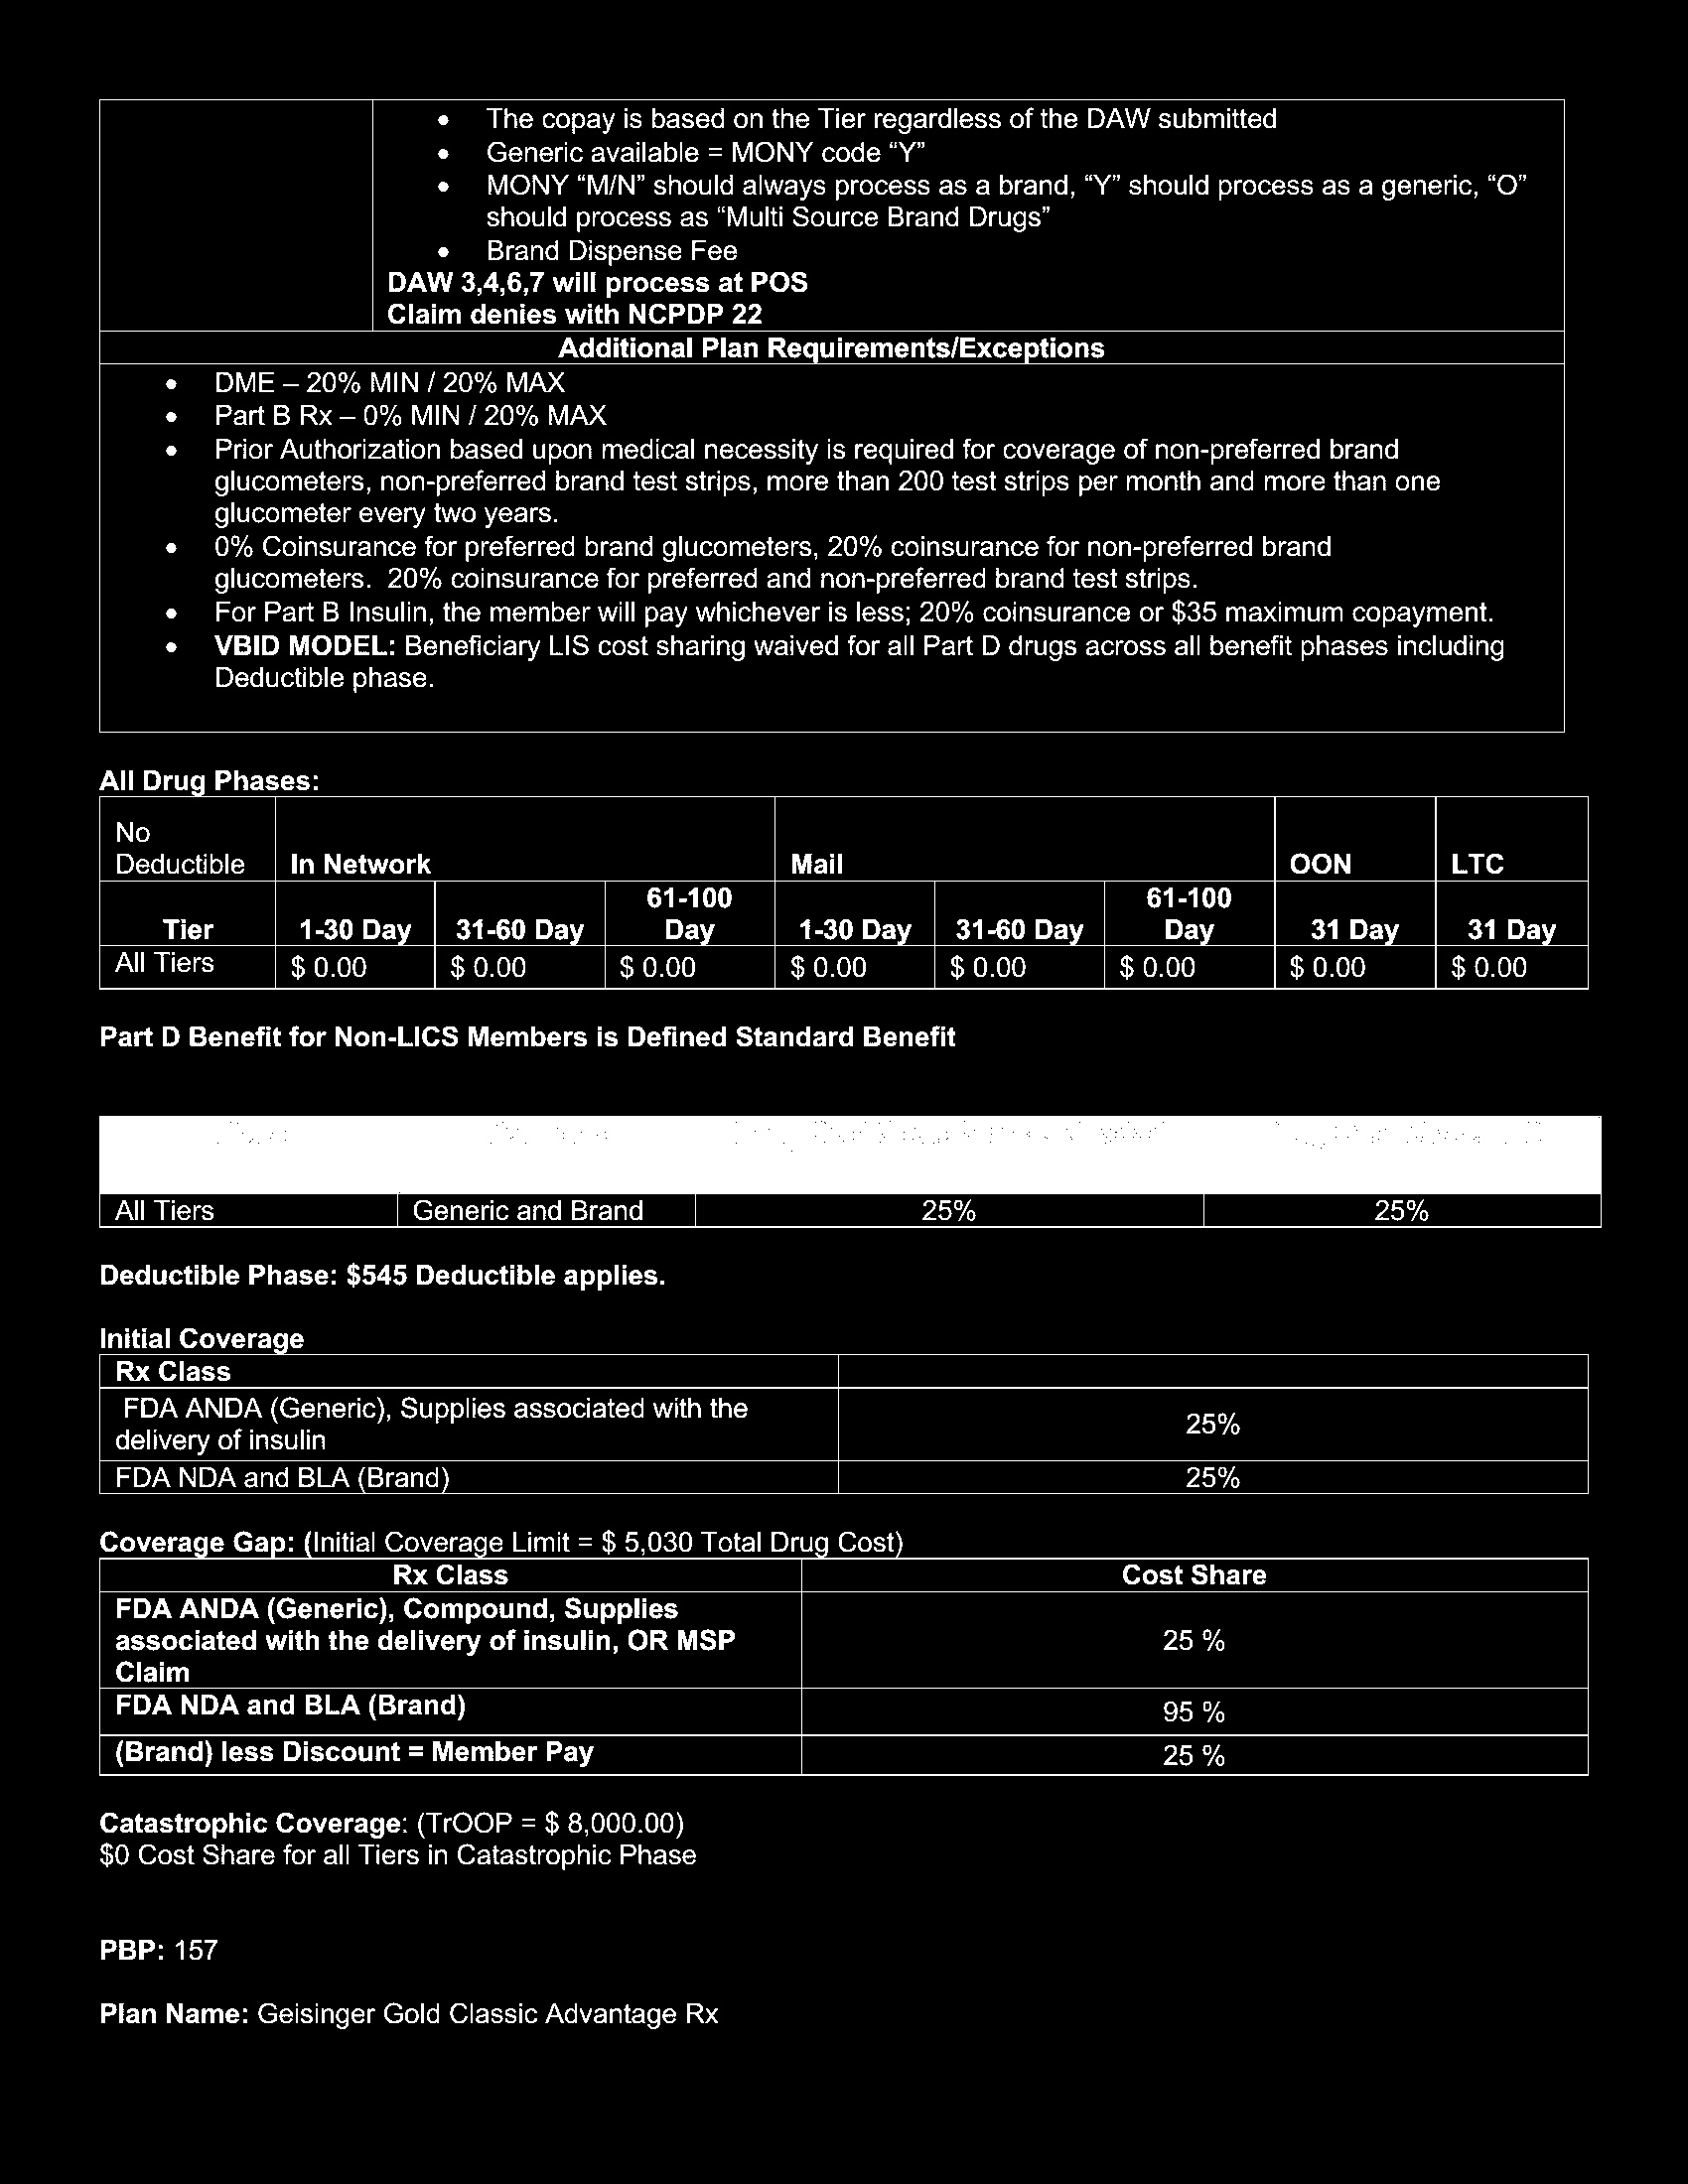 • The copay is based on the Tier regardless of the DAW submitted
• Generic available = MONY code “Y”
• MONY “M/N” should always process as a brand, “Y” should process as a generic, “O”
should process as “Multi Source Brand Drugs”
• Brand Dispense Fee
DAW 3,4,6,7 will process at POS
Claim denies with NCPDP 22
Additional Plan Requirements/Exceptions
• DME – 20% MIN / 20% MAX
• Part B Rx – 0% MIN / 20% MAX
• Prior Authorization based upon medical necessity is required for coverage of non-preferred brand
glucometers, non-preferred brand test strips, more than 200 test strips per month and more than one
glucometer every two years.
• 0% Coinsurance for preferred brand glucometers, 20% coinsurance for non-preferred brand
glucometers.  20% coinsurance for preferred and non-preferred brand test strips.
• For Part B Insulin, the member will pay whichever is less; 20% coinsurance or $35 maximum copayment.
• VBID MODEL: Beneficiary LIS cost sharing waived for all Part D drugs across all benefit phases including
Deductible phase.
All Drug Phases:
No
Deductible In Network Mail OON LTC
61-100 61-100
Tier 1-30 Day 31-60 Day Day 1-30 Day 31-60 Day Day 31 Day 31 Day
All Tiers $ 0.00 $ 0.00 $ 0.00 $ 0.00 $ 0.00 $ 0.00 $ 0.00 $ 0.00
Part D Benefit for Non-LICS Members is Defined Standard Benefit
All Tiers Generic and Brand 25% 25%
Deductible Phase: $545 Deductible applies.
Initial Coverage
Rx Class
FDA ANDA (Generic), Supplies associated with the
delivery of insulin 25%
FDA NDA and BLA (Brand) 25%
Coverage Gap: (Initial Coverage Limit = $ 5,030 Total Drug Cost)
Rx Class Cost Share
FDA ANDA (Generic), Compound, Supplies
associated with the delivery of insulin, OR MSP 25 %
Claim
FDA NDA and BLA (Brand) 95 %
(Brand) less Discount = Member Pay 25 %
Catastrophic Coverage: (TrOOP = $ 8,000.00)
$0 Cost Share for all Tiers in Catastrophic Phase
PBP: 157
Plan Name: Geisinger Gold Classic Advantage Rx